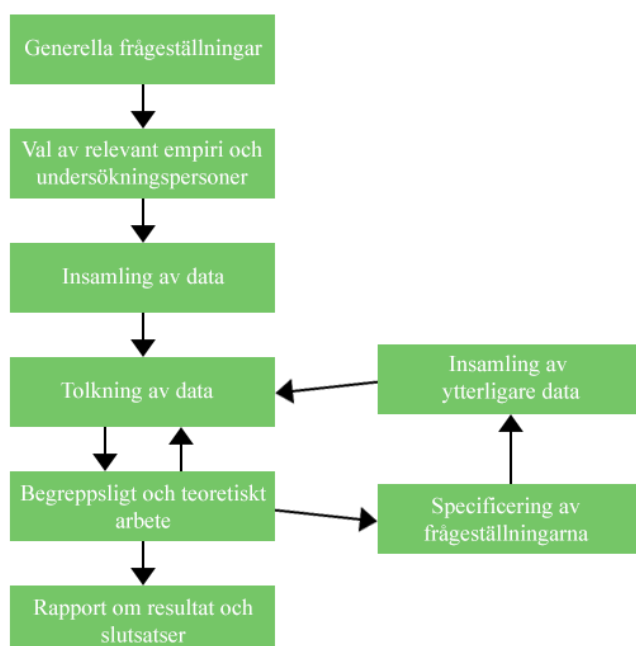 Generella frågeställningar
Val av relevant empiri och
undersökningspersoner
Insamling av data
Tolkning av data
Insamling av
ytterligare data
Begreppsligt och teoretiskt
arbete
Specificering av
frågeställningarna
Rapport om resultat och
slutsatser